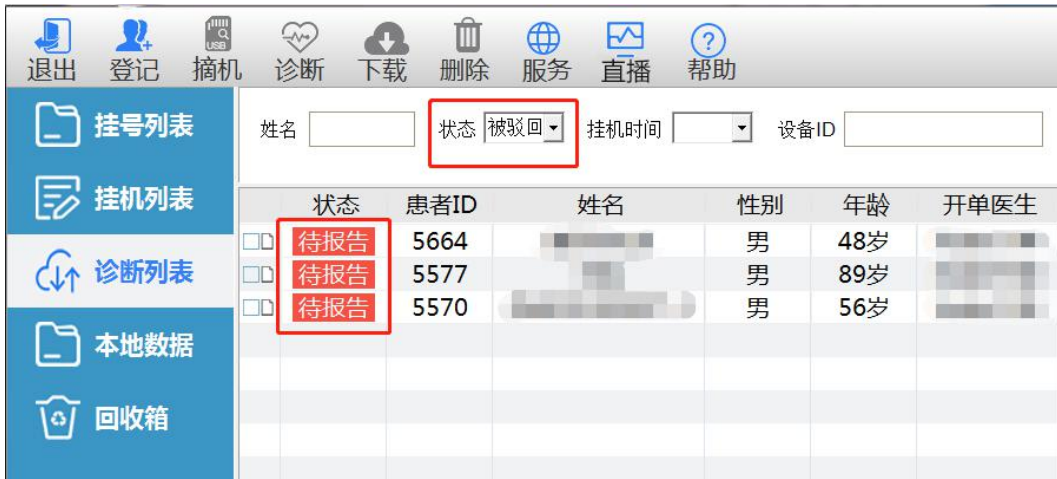 退出 登记 摘机 诊断 下载 删除 服务 直播 帮助
USB
挂号列表
挂机列表
诊断列表
本地数据
回收箱
姓名 状态 被驳回 挂机时间 设备ID
状态 患者ID 姓名 性别 年龄 开单医生
待报告 5664 男 48岁
待报告 5577 男 89岁
待报告 5570 男 56岁